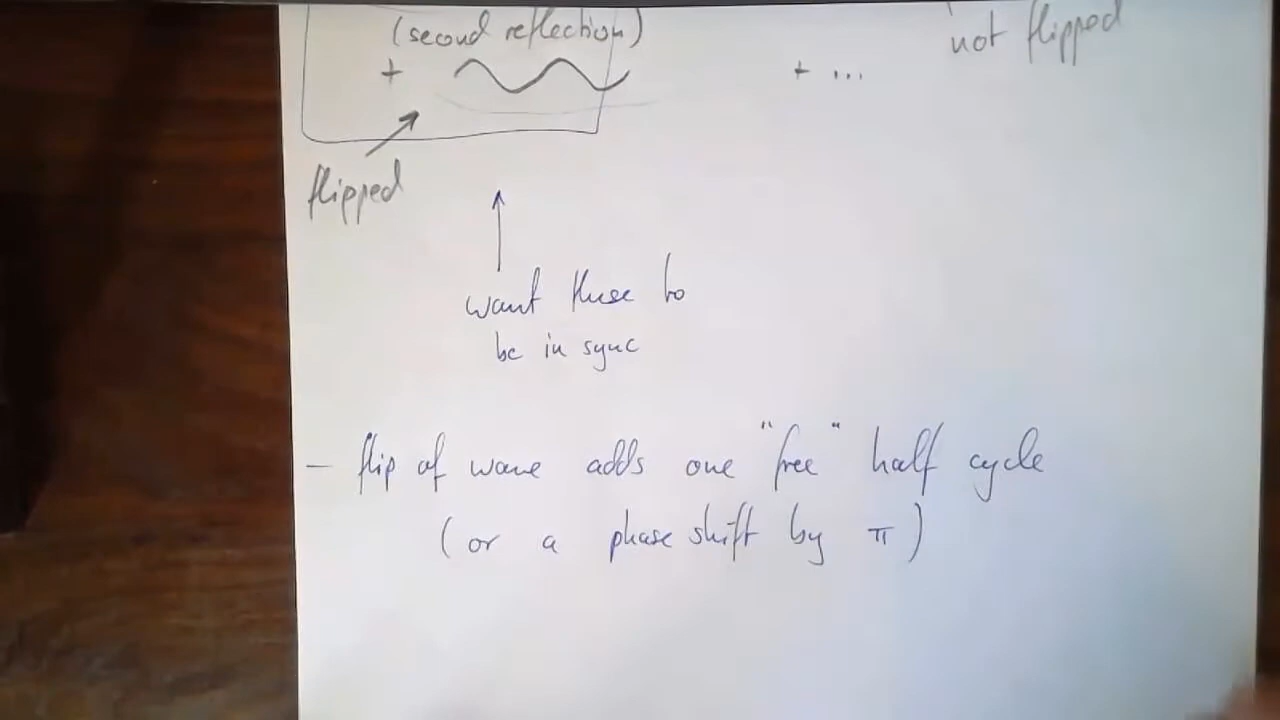 (second reflection)
not flipped
+
+ ...
flipped
want these to
be in sync
– flip of wave adds one "free" half cycle
(or a phase shift by π)